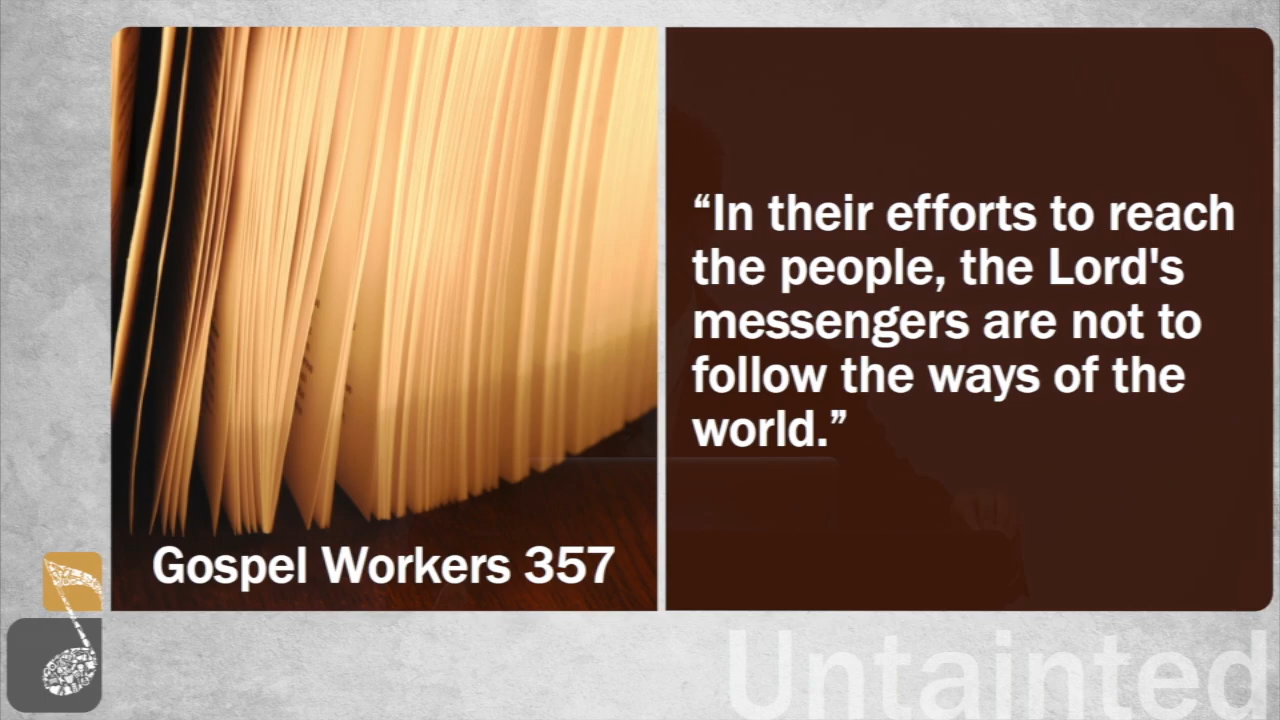 “In their efforts to reach
the people, the Lord's
messengers are not to
follow the ways of the
world.”
Gospel Workers 357
Untainted